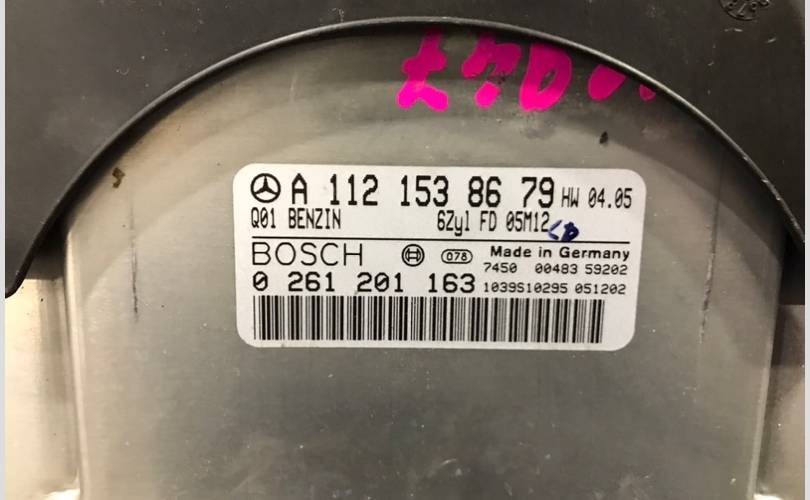 A 112 153 86 79 HW 04.05
Q01 BENZIN 6Zyl FD 05M12
BOSCH 078 Made in Germany
7450 00483 59202
0 261 201 163 1039S10295 051202